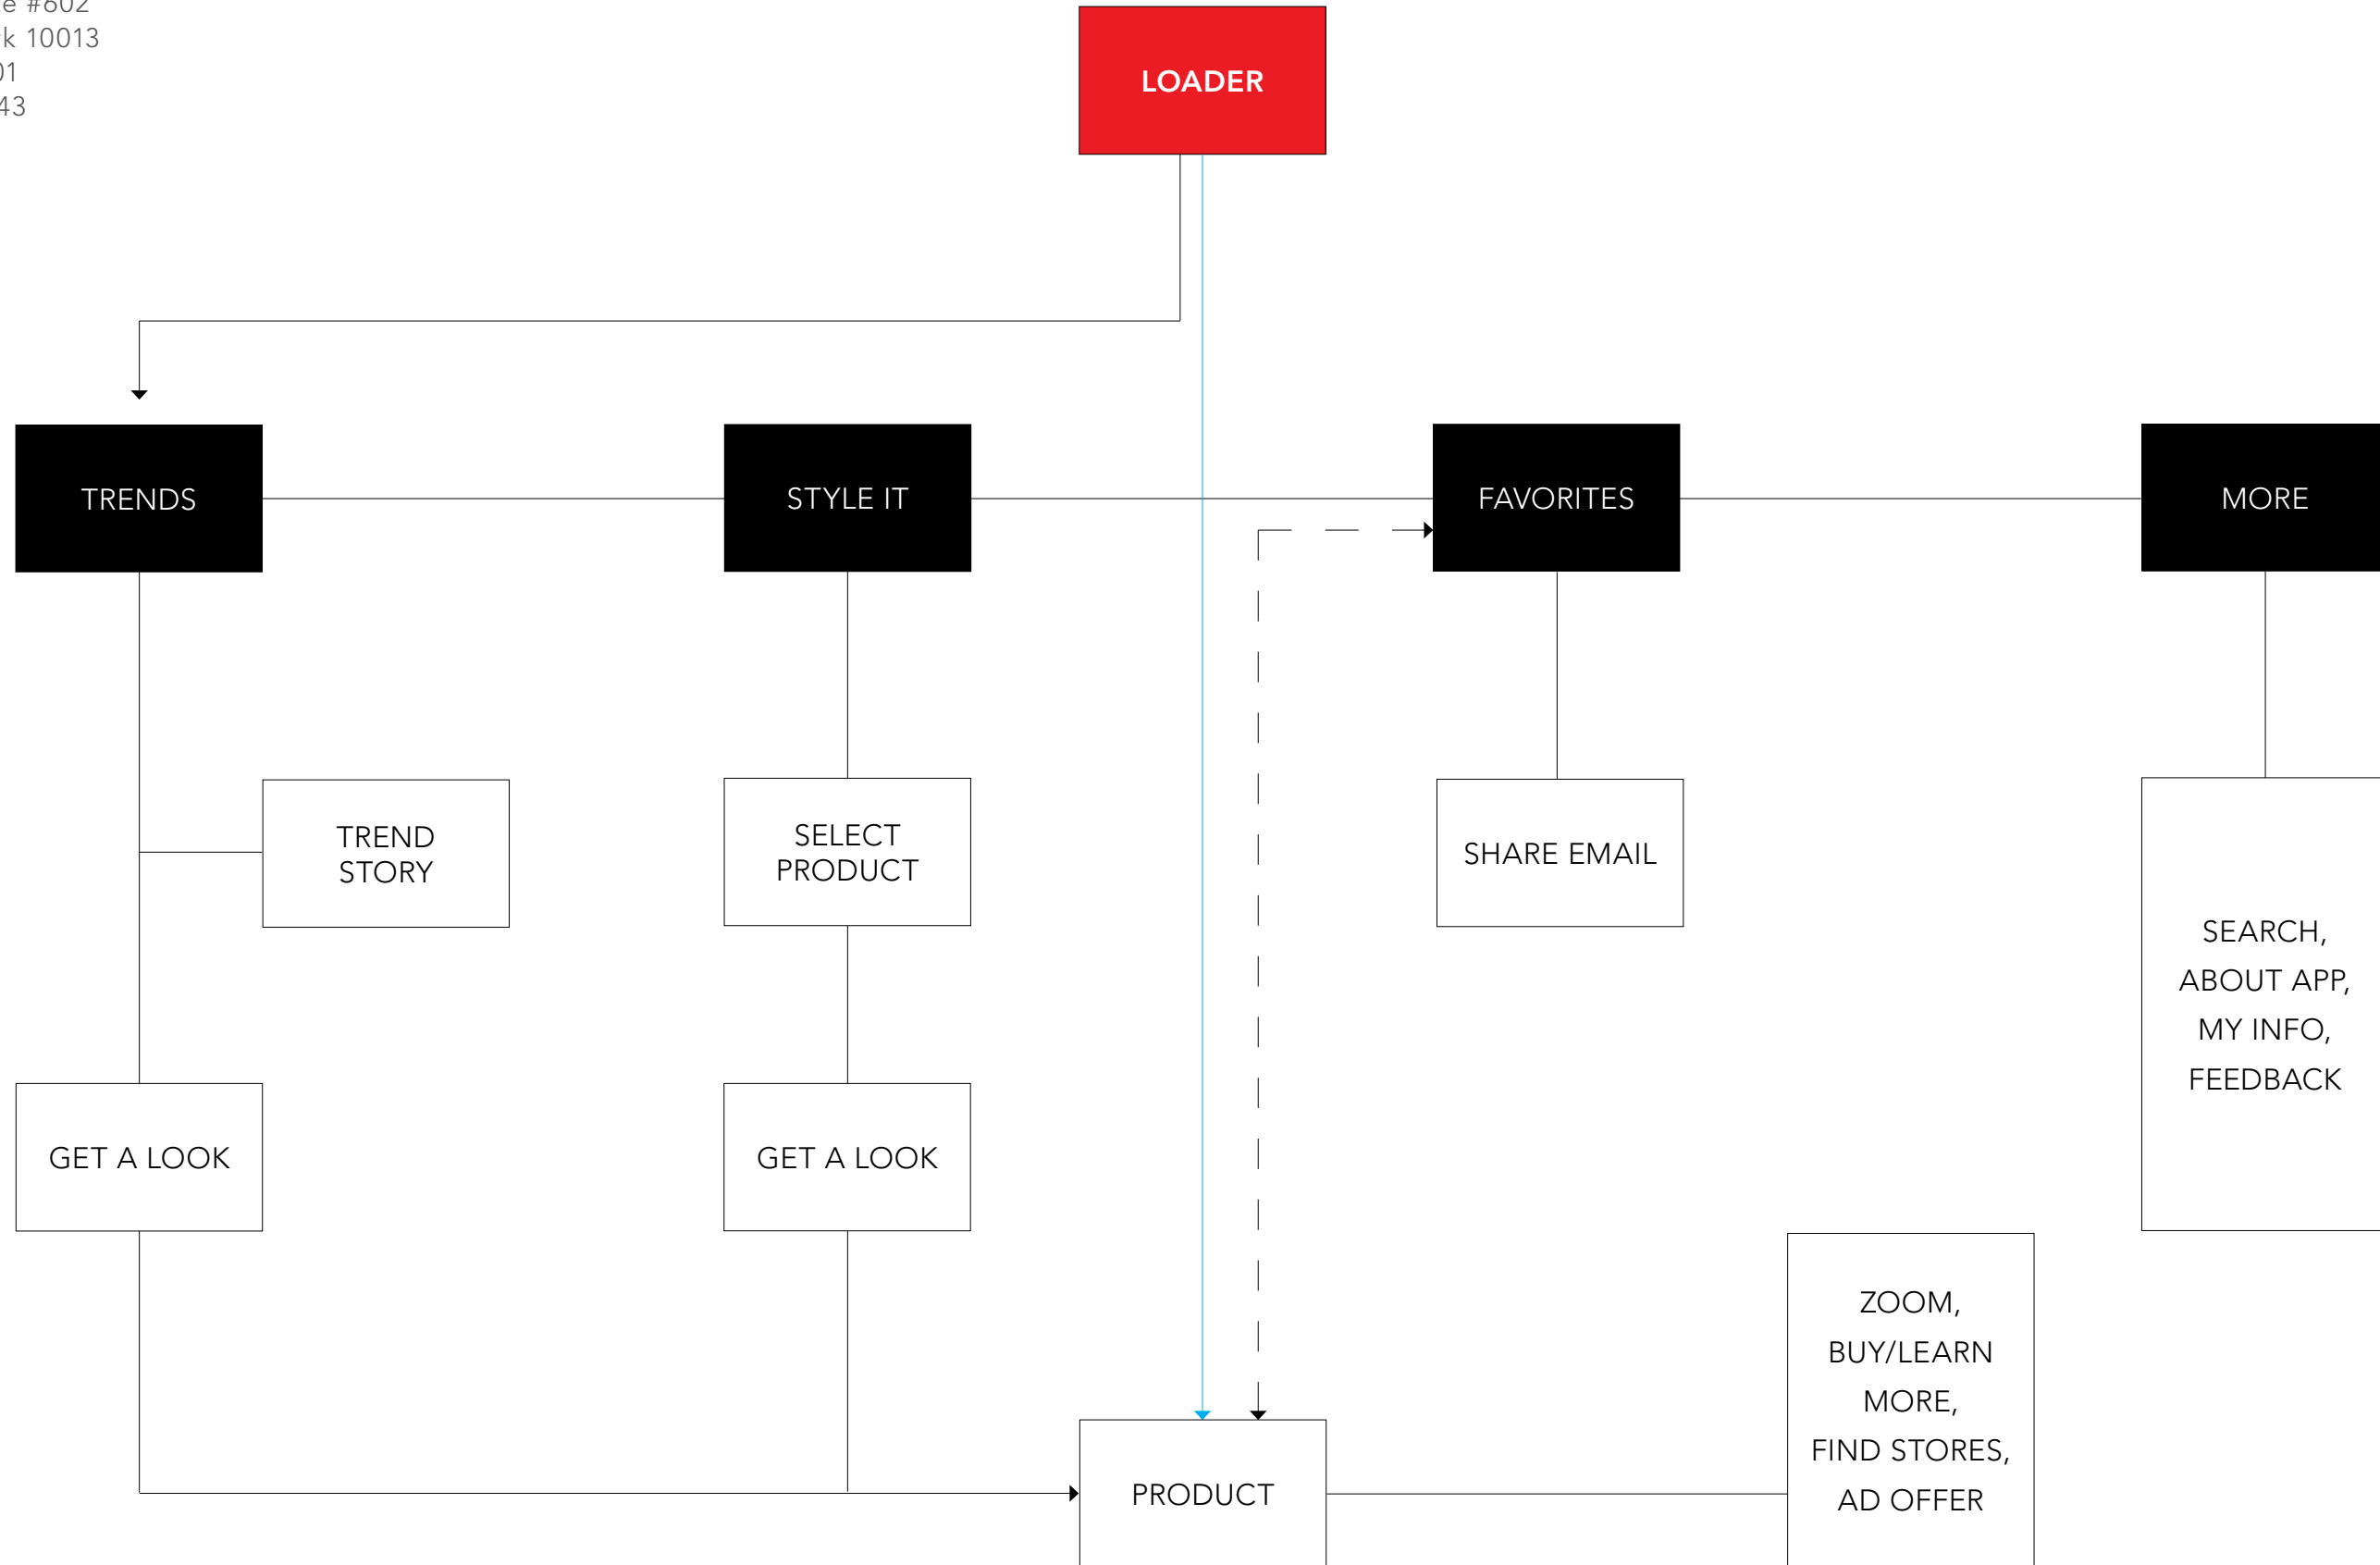 #602
10013
LOADER
TRENDS
STYLE IT
FAVORITES
MORE
TREND
STORY
SELECT
PRODUCT
SHARE EMAIL
SEARCH,
ABOUT APP,
MY INFO,
FEEDBACK
GET A LOOK
GET A LOOK
ZOOM,
BUY/LEARN
MORE,
FIND STORES,
AD OFFER
PRODUCT